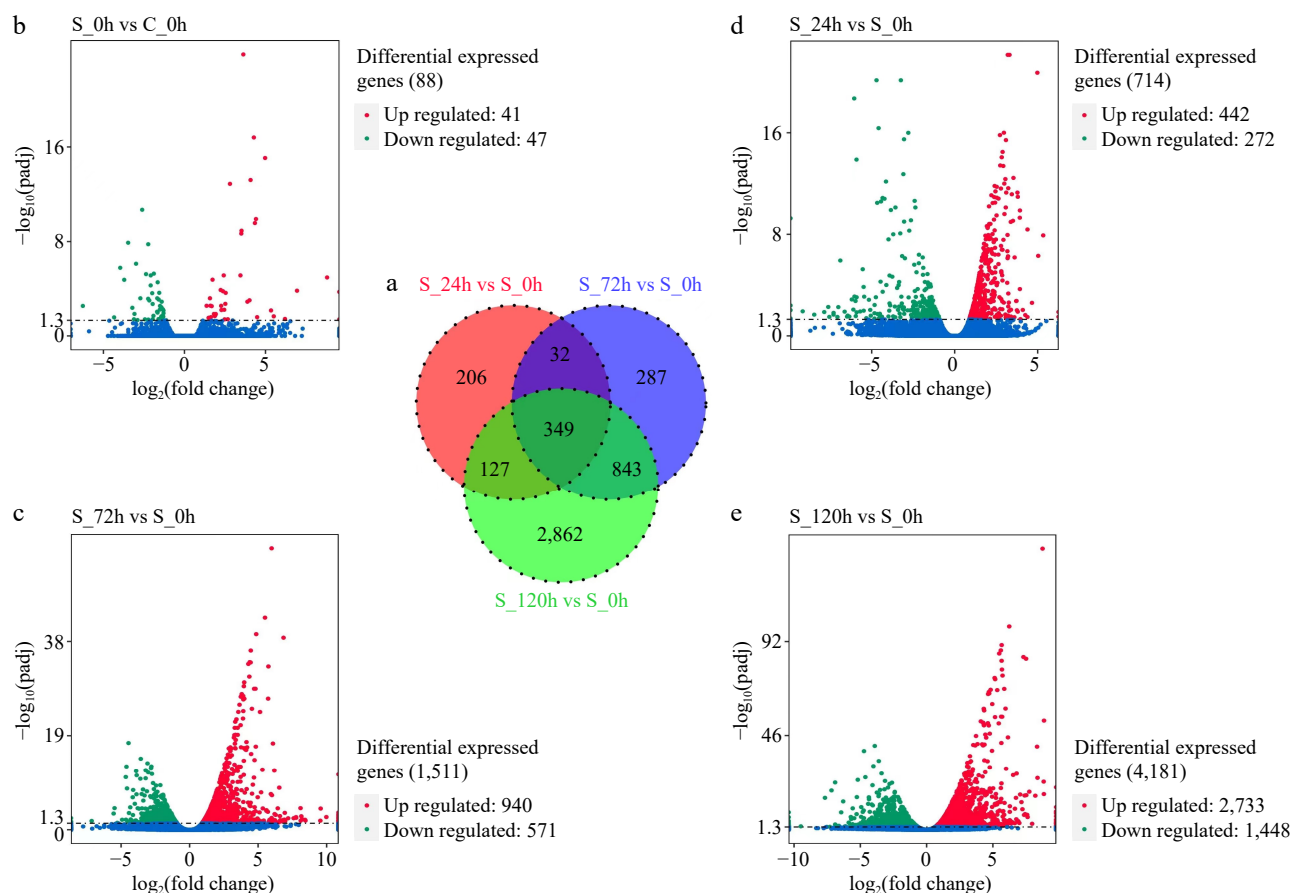 b
S_0h vs C_0h
Differential expressed
genes (88)
Up regulated: 41
Down regulated: 47
−log10(padj)
16
8
1.3
0
−5
0
5
log2(fold change)
d
S_24h vs S_0h
Differential expressed
genes (714)
Up regulated: 442
Down regulated: 272
−log10(padj)
16
8
1.3
0
−5
0
5
log2(fold change)
a
S_24h vs S_0h
S_72h vs S_0h
206
32
287
349
127
843
2,862
S_120h vs S_0h
c
S_72h vs S_0h
Differential expressed
genes (1,511)
Up regulated: 940
Down regulated: 571
−log10(padj)
38
19
1.3
0
−5
0
5
10
log2(fold change)
e
S_120h vs S_0h
Differential expressed
genes (4,181)
Up regulated: 2,733
Down regulated: 1,448
−log10(padj)
92
46
1.3
−10
−5
0
5
log2(fold change)